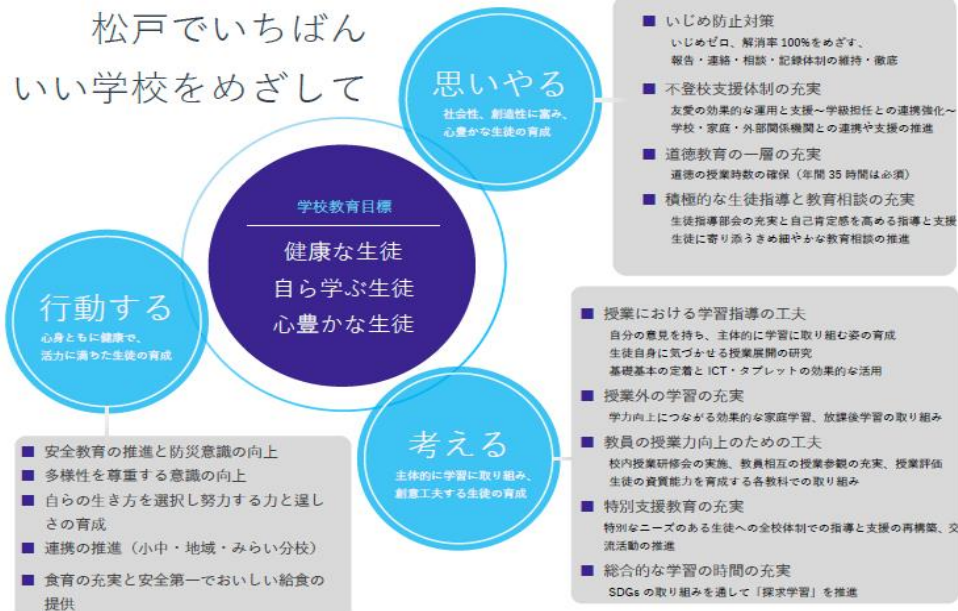 松戸でいちばん
いい学校をめざして
学校教育目標
健康な生徒
自ら学ぶ生徒
心豊かな生徒
思いやる
社会性、創造性に富み、
心豊かな生徒の育成
■ いじめ防止対策
いじめゼロ、解消率 100%をめざす、
報告・連絡・相談・記録体制の維持・徹底
■ 不登校支援体制の充実
友愛の効果的な運用と支援～学級担任との連携強化～
学校・家庭・外部関係機関との連携や支援の推進
■ 道徳教育の一層の充実
道徳の授業時数の確保（年間 35 時間は必須）
■ 積極的な生徒指導と教育相談の充実
生徒指導部会の充実と自己肯定感を高める指導と支援
生徒に寄り添うきめ細やかな教育相談の推進
行動する
心身ともに健康で、
活力に満ちた生徒の育成
■ 安全教育の推進と防災意識の向上
■ 多様性を尊重する意識の向上
■ 自らの生き方を選択し努力する力と逞し
さの育成
■ 連携の推進（小中・地域・みらい分校）
■ 食育の充実と安全第一でおいしい給食の
提供
考える
主体的に学習に取り組み、
創意工夫する生徒の育成
■ 授業における学習指導の工夫
自分の意見を持ち、主体的に学習に取り組む姿の育成
生徒自身に気づかせる授業展開の研究
基礎基本の定着と ICT・タブレットの効果的な活用
■ 授業外の学習の充実
学力向上につながる効果的な家庭学習、放課後学習の取り組み
■ 教員の授業力向上のための工夫
校内授業研修会の実施、教員相互の授業参観の充実、授業評価
生徒の資質能力を育成する各教科での取り組み
■ 特別支援教育の充実
特別なニーズのある生徒への全校体制での指導と支援の再構築、交
流活動の推進
■ 総合的な学習の時間の充実
SDGs の取り組みを通して「探求学習」を推進